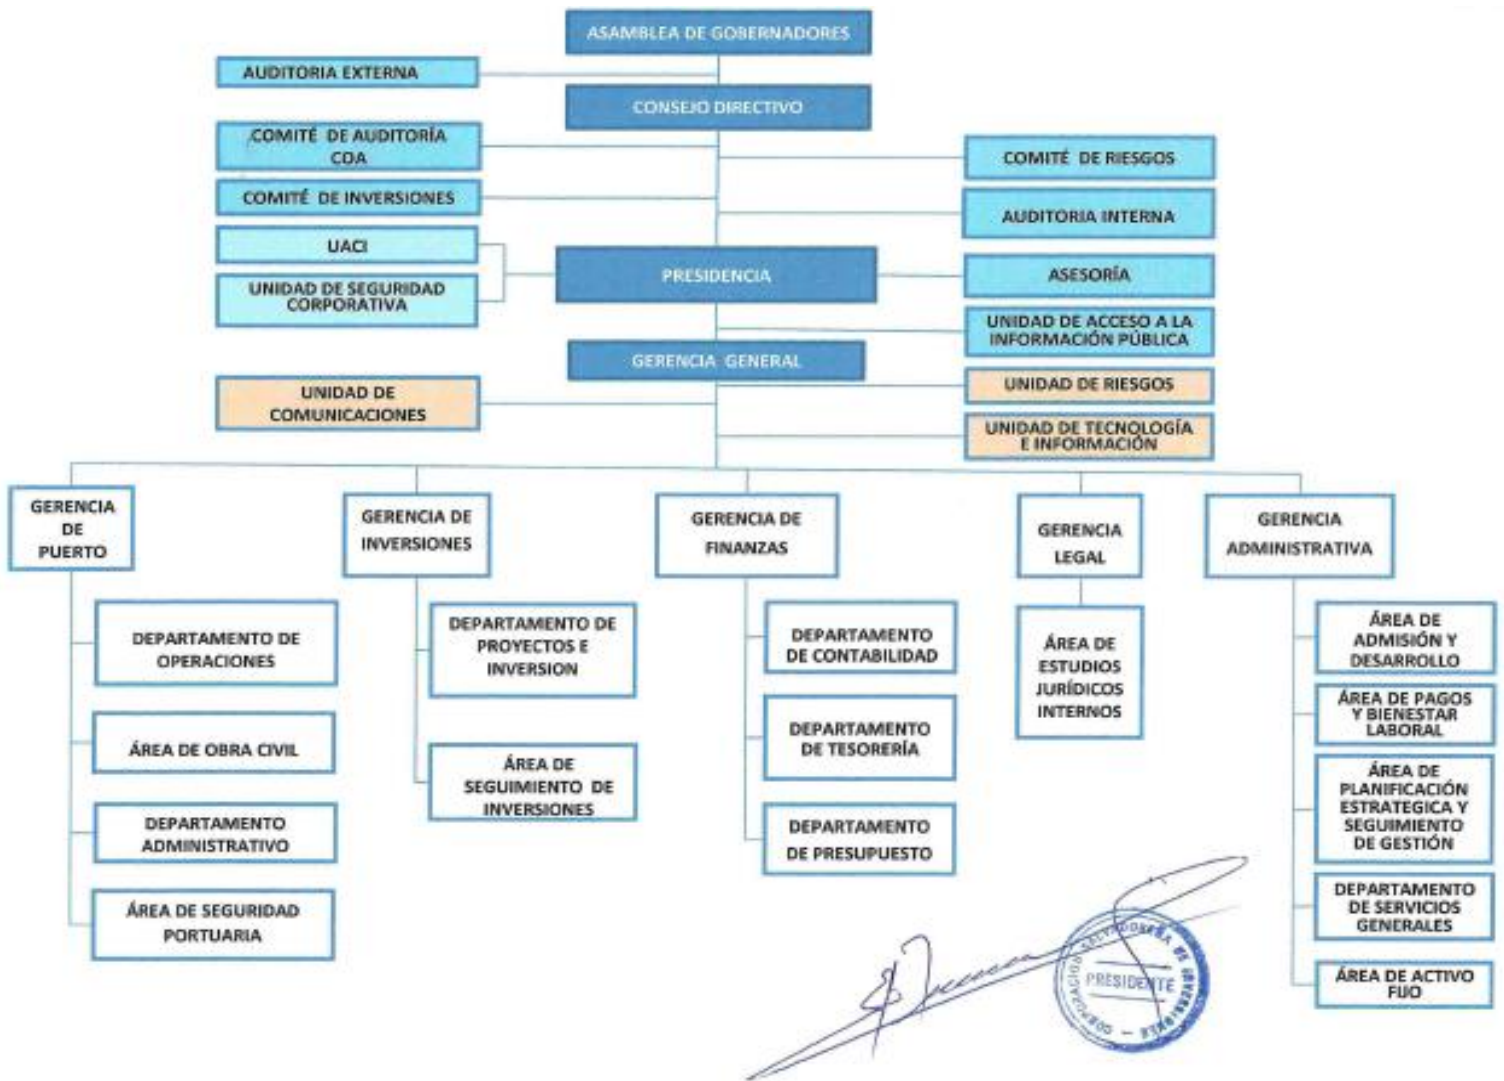 ASAMBLEA DE GOBERNADORES
AUDITORIA EXTERNA
CONSEJO DIRECTIVO
COMITÉ DE AUDITORÍA
COA
COMITÉ DE RIESGOS
COMITÉ DE INVERSIONES
AUDITORIA INTERNA
UACI
PRESIDENCIA
ASESORÍA
UNIDAD DE SEGURIDAD
CORPORATIVA
UNIDAD DE ACCESO A LA
INFORMACIÓN PÚBLICA
GERENCIA GENERAL
UNIDAD DE RIESGOS
UNIDAD DE
COMUNICACIONES
UNIDAD DE TECNOLOGÍA
E INFORMACIÓN
GERENCIA
DE
PUERTO
GERENCIA DE
INVERSIONES
GERENCIA DE
FINANZAS
GERENCIA
LEGAL
GERENCIA
ADMINISTRATIVA
DEPARTAMENTO DE
OPERACIONES
ÁREA DE OBRA CIVIL
DEPARTAMENTO
ADMINISTRATIVO
ÁREA DE SEGURIDAD
PORTUARIA
DEPARTAMENTO DE
PROYECTOS E
INVERSION
ÁREA DE
SEGUIMIENTO DE
INVERSIONES
DEPARTAMENTO
DE CONTABILIDAD
DEPARTAMENTO
DE TESORERÍA
DEPARTAMENTO
DE PRESUPUESTO
ÁREA DE
ESTUDIOS
JURÍDICOS
INTERNOS
ÁREA DE
ADMISIÓN Y
DESARROLLO
ÁREA DE PAGOS
Y BIENESTAR
LABORAL
ÁREA DE
PLANIFICACIÓN
ESTRATEGICA Y
SEGUIMIENTO
DE GESTIÓN
DEPARTAMENTO
DE SERVICIOS
GENERALES
ÁREA DE ACTIVO
FIJO
CORPORACION SALVADOREÑA DE INVERSIONES
PRESIDENTE